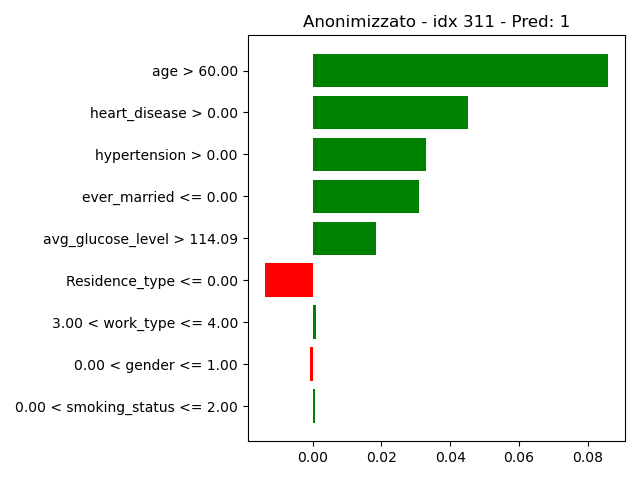 Anonimizzato - idx 311 - Pred: 1
age > 60.00
heart_disease > 0.00
hypertension > 0.00
ever_married <= 0.00
avg_glucose_level > 114.09
Residence_type <= 0.00
3.00 < work_type <= 4.00
0.00 < gender <= 1.00
0.00 < smoking_status <= 2.00
0.00 0.02 0.04 0.06 0.08